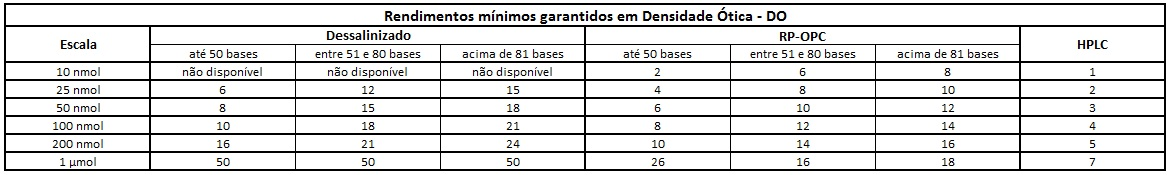 Rendimentos mínimos garantidos em Densidade Ótica - DO
Escala Dessalinizado RP-OPC HPLC
até 50 bases entre 51 e 80 bases acima de 81 bases até 50 bases entre 51 e 80 bases acima de 81 bases
10 nmol não disponível não disponível não disponível 2 6 8 1
25 nmol 6 12 15 4 8 10 2
50 nmol 8 15 18 6 10 12 3
100 nmol 10 18 21 8 12 14 4
200 nmol 16 21 24 10 14 16 5
1 µmol 50 50 50 26 16 18 7